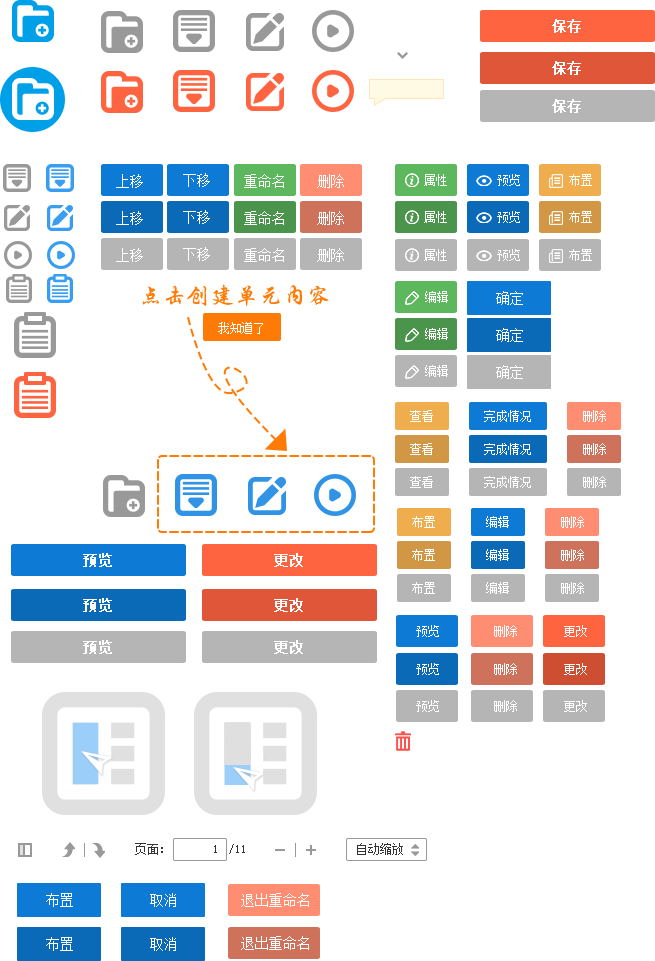 保存
保存
保存
上移 下移 重命名 删除 属性 预览 布置
上移 下移 重命名 删除 属性 预览 布置
上移 下移 重命名 删除 属性 预览 布置
点击创建单元内容
我知道了
编辑 确定
编辑 确定
编辑 确定
查看 完成情况 删除
查看 完成情况 删除
查看 完成情况 删除
布置 编辑 删除
布置 编辑 删除
布置 编辑 删除
预览 更改
预览 更改
预览 更改
预览 删除 更改
预览 删除 更改
预览 删除 更改
页面: 1 /11 自动缩放
布置 取消 退出重命名
布置 取消 退出重命名